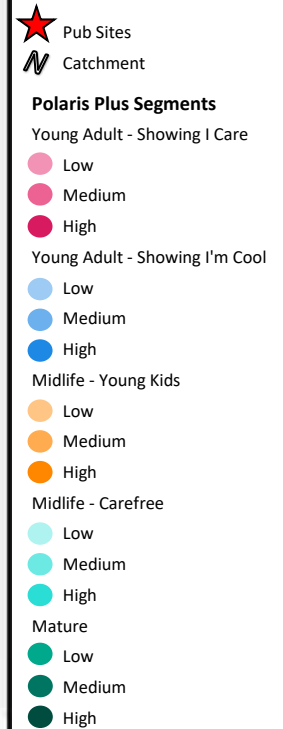 Pub Sites
Catchment
Polaris Plus Segments
Young Adult - Showing I Care
Low
Medium
High
Young Adult - Showing I'm Cool
Low
Medium
High
Midlife - Young Kids
Low
Medium
High
Midlife - Carefree
Low
Medium
High
Mature
Low
Medium
High